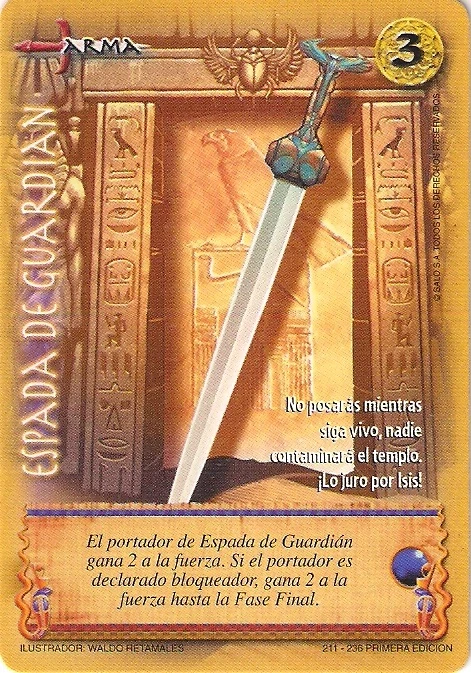 ARMA
3
ESPADA DE GUARDIAN
© SALO S.A. TODOS LOS DERECHOS RESERVADOS
No posarás mientras
siga vivo, nadie
contaminará el templo.
¡Lo juro por Isis!
El portador de Espada de Guardián
gana 2 a la fuerza. Si el portador es
declarado bloqueador, gana 2 a la
fuerza hasta la Fase Final.
ILUSTRADOR: WALDO RETAMALES
211 - 236 PRIMERA EDICION